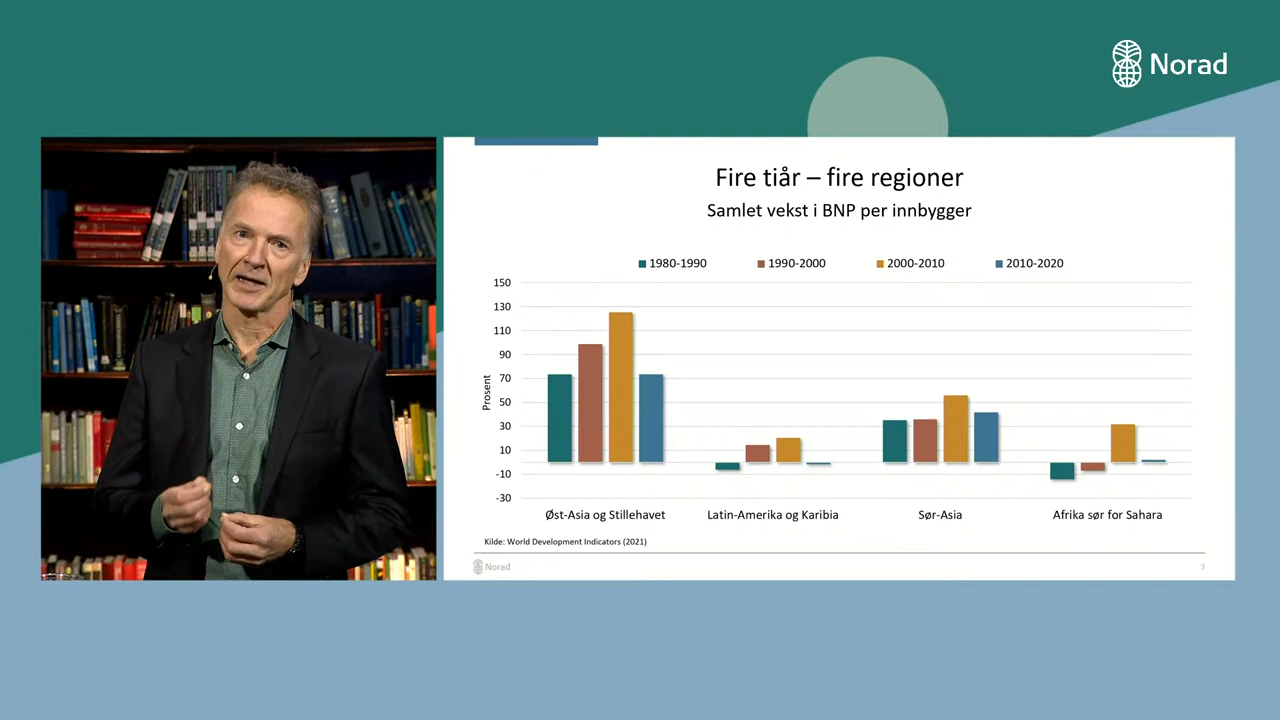 Norad
Fire tiår – fire regioner
Samlet vekst i BNP per innbygger
1980-1990 1990-2000 2000-2010 2010-2020
Prosent
150
130
110
90
70
50
30
10
-10
-30
Øst-Asia og Stillehavet Latin-Amerika og Karibia Sør-Asia Afrika sør for Sahara
Kilde: World Development Indicators (2021)
Norad 3